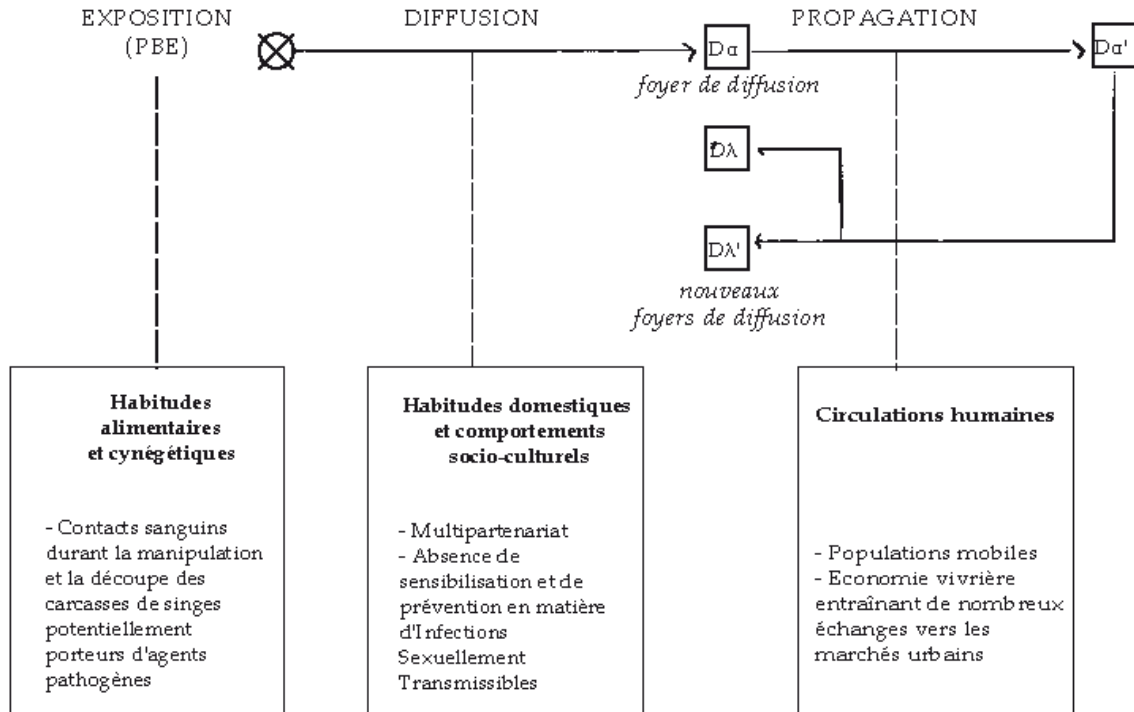 EXPOSITION
(PBE)
DIFFUSION
PROPAGATION
Dα
Dα'
foyer de diffusion
Dλ
Dλ'
nouveaux
foyers de diffusion
Habitudes
alimentaires
et cynégétiques
- Contacts sanguins
durant la manipulation
et la découpe des
carcasses de singes
potentiellement
porteurs d'agents
pathogènes
Habitudes domestiques
et comportements
socio-culturels
- Multipartenariat
- Absence de
sensibilisation et de
prévention en matière
d'Infections
Sexuellement
Transmissibles
Circulations humaines
- Populations mobiles
- Economie vivrière
entraînant de nombreux
échanges vers les
marchés urbains